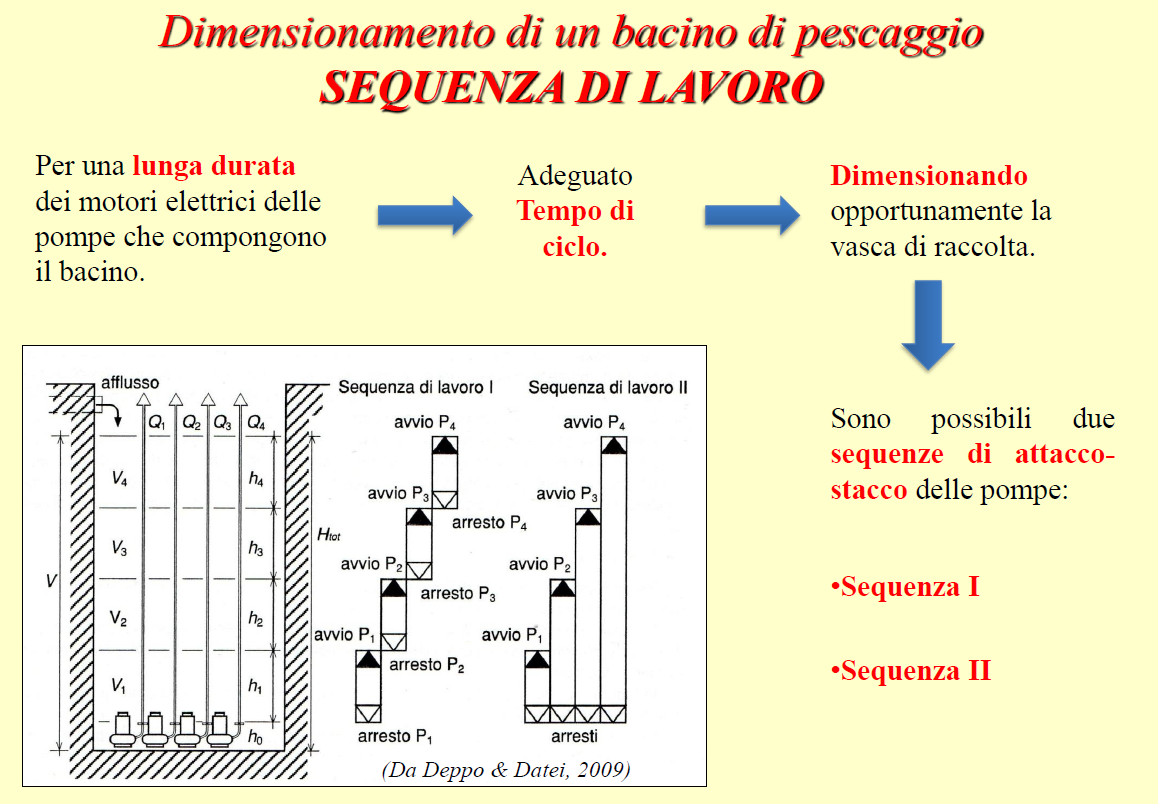 Dimensionamento di un bacino di pescaggio
SEQUENZA DI LAVORO
Per una lunga durata
dei motori elettrici delle
pompe che compongono
il bacino.
Adeguato
Tempo di
ciclo.
Dimensionando
opportunamente la
vasca di raccolta.
Sono possibili due
sequenze di attacco-
stacco delle pompe:
•Sequenza I
•Sequenza II
afflusso
Q1 Q2 Q3 Q4
V4 h4
V3 h3
V2 h2
V1 h1
h0
V
Htot
Sequenza di lavoro I
avvio P4
avvio P3
arresto P4
avvio P2
arresto P3
avvio P1
arresto P2
arresto P1
Sequenza di lavoro II
avvio P4
avvio P3
avvio P2
avvio P1
arresti
(Da Deppo & Datei, 2009)